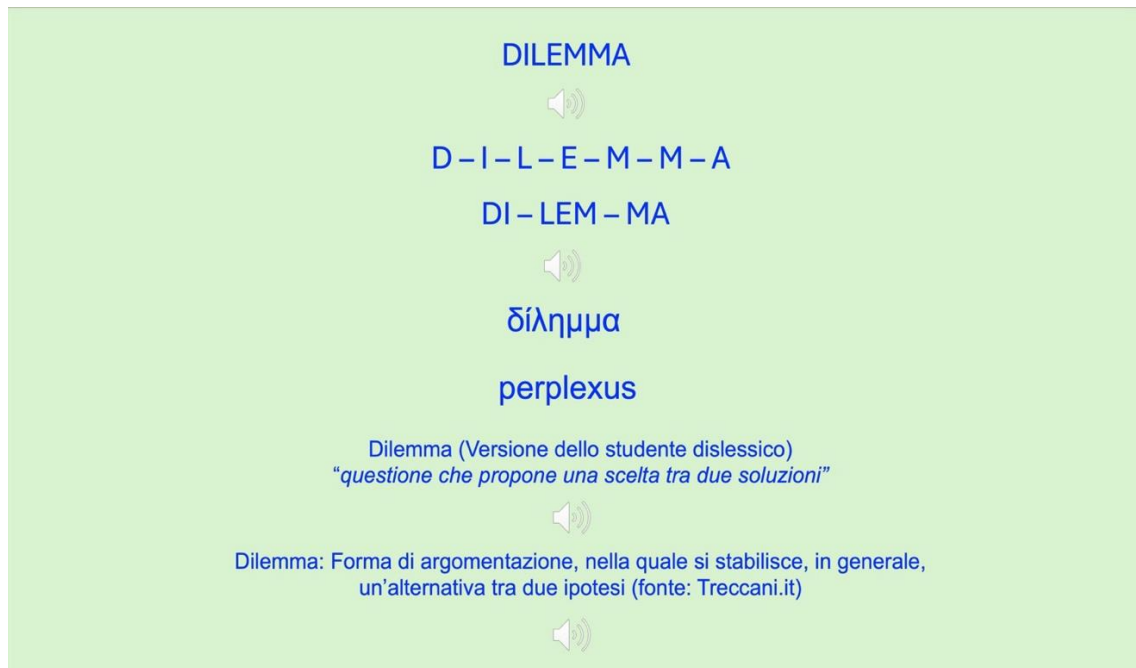 DILEMMA
D – I – L – E – M – M – A
DI – LEM – MA
δίλημμα
perplexus
Dilemma (Versione dello studente dislessico)
“questione che propone una scelta tra due soluzioni”
Dilemma: Forma di argomentazione, nella quale si stabilisce, in generale,
un’alternativa tra due ipotesi (fonte: Treccani.it)